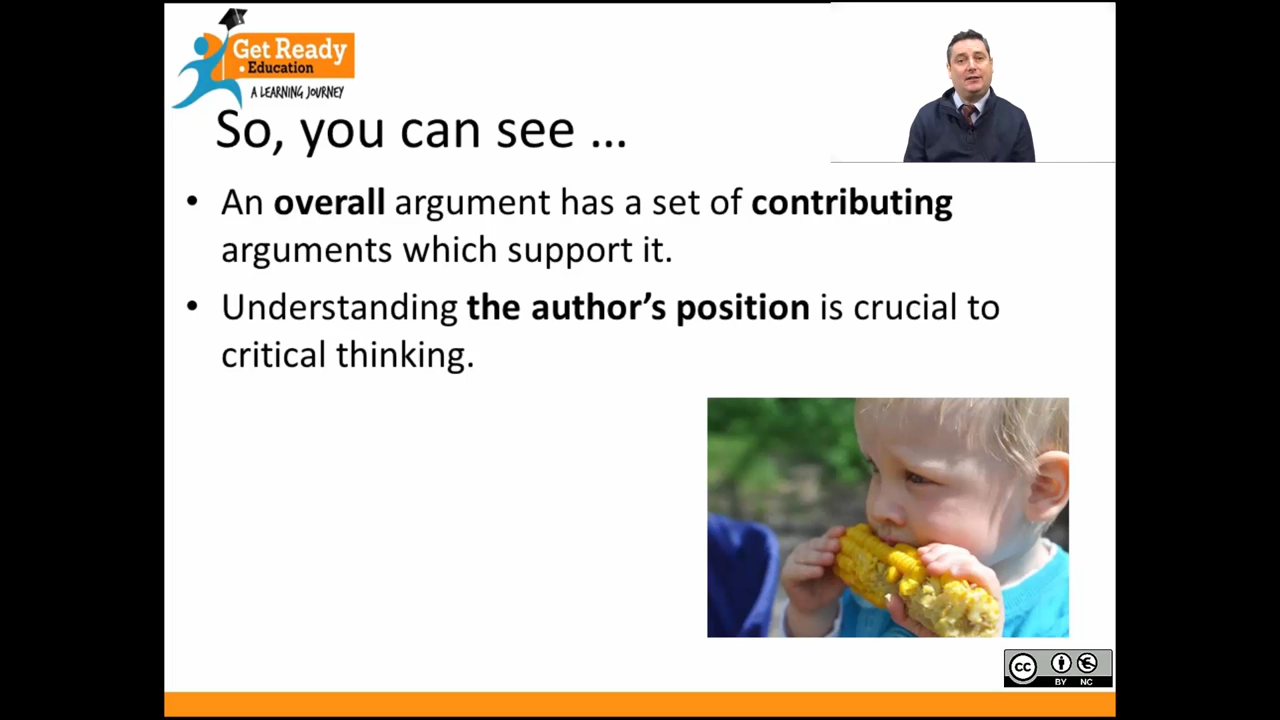 Get Ready
Education
A LEARNING JOURNEY
So, you can see …
• An overall argument has a set of contributing
arguments which support it.
• Understanding the author’s position is crucial to
critical thinking.
cc
BY NC